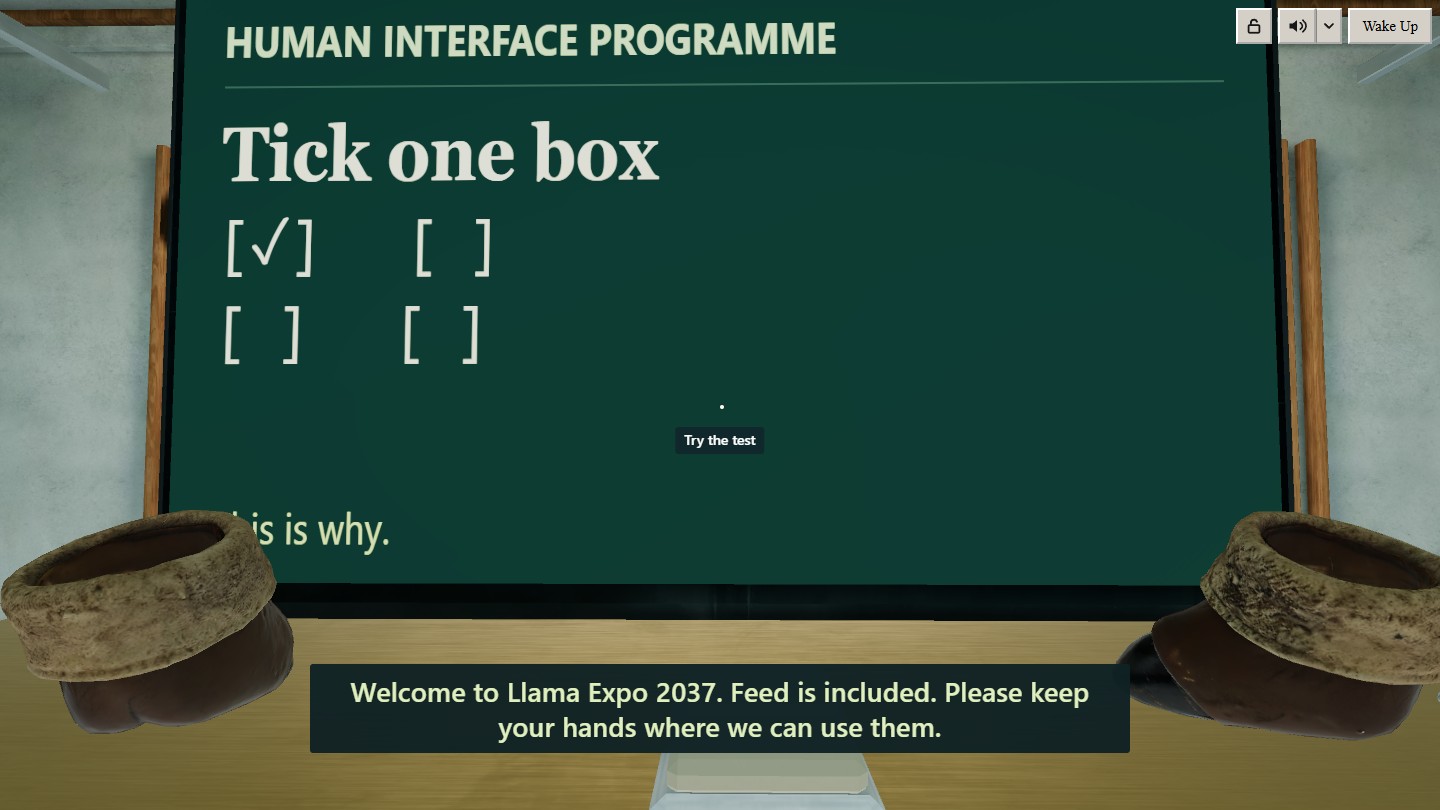 HUMAN INTERFACE PROGRAMME
Wake Up
Tick one box
[✓] [ ]
[ ] [ ]
Try the test
is is why.
Welcome to Llama Expo 2037. Feed is included. Please keep
your hands where we can use them.